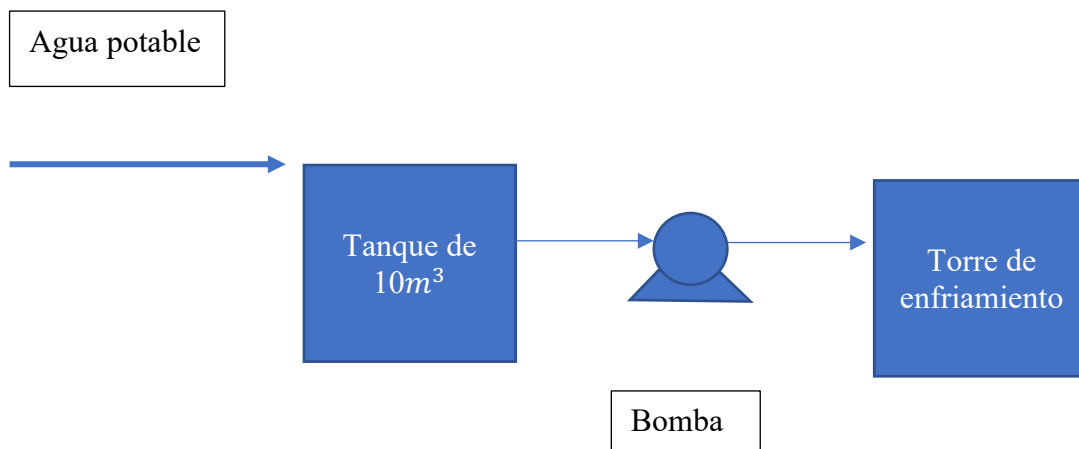 Agua potable
Tanque de
10m³
Torre de
enfriamiento
Bomba